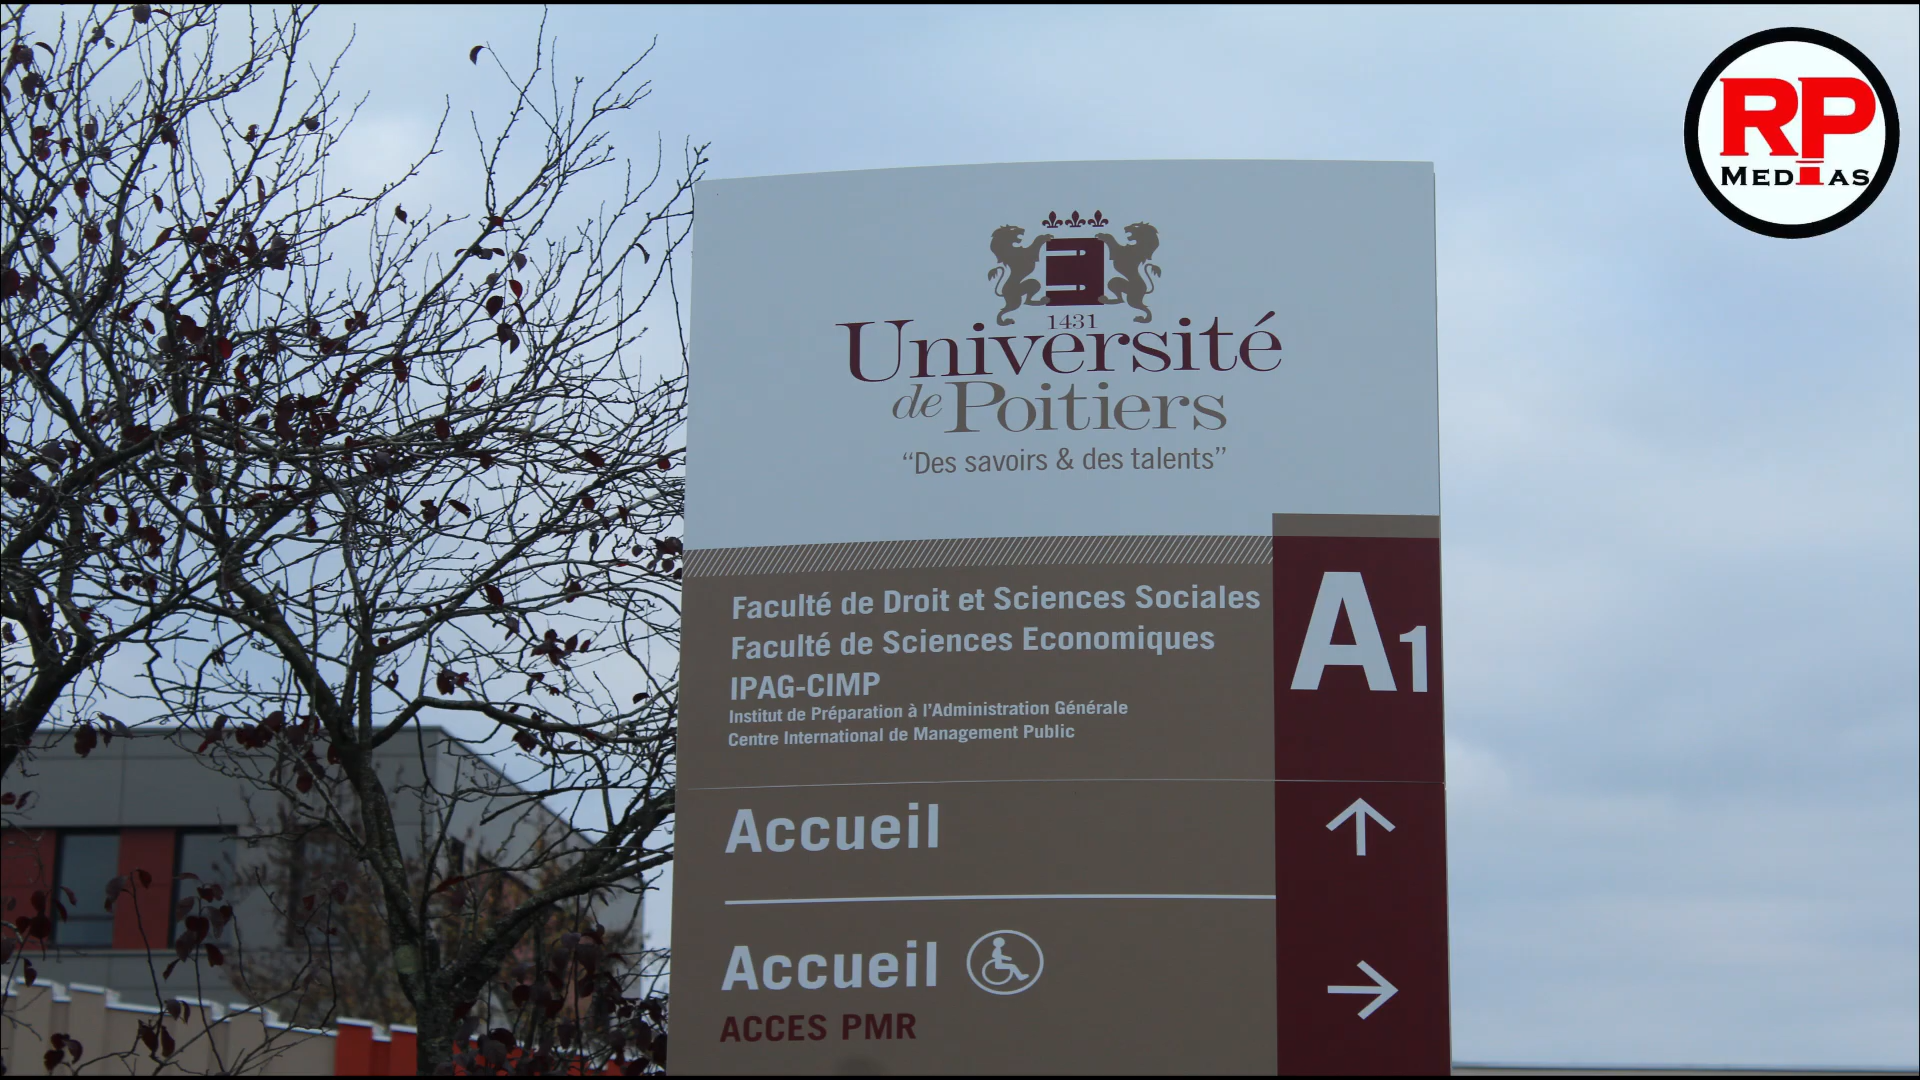 RP
MEDIAS
1431
Université
de Poitiers
“Des savoirs & des talents”
Faculté de Droit et Sciences Sociales
Faculté de Sciences Economiques
IPAG-CIMP
Institut de Préparation à l'Administration Générale
Centre International de Management Public
A1
Accueil
Accueil
ACCES PMR